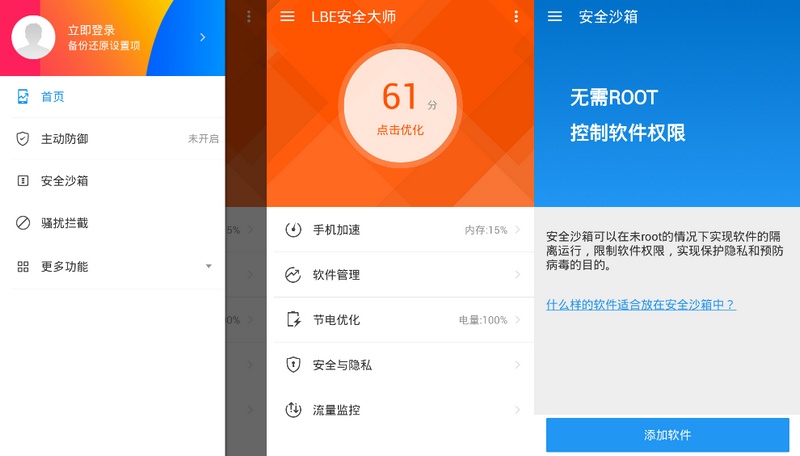 立即登录
备份还原设置项
首页
主动防御
未开启
安全沙箱
骚扰拦截
更多功能
5%
0%
LBE安全大师
61分
点击优化
手机加速
内存:15%
软件管理
节电优化
电量:100%
安全与隐私
流量监控
安全沙箱
无需ROOT
控制软件权限
安全沙箱可以在未root的情况下实现软件的隔
离运行，限制软件权限，实现保护隐私和预防
病毒的目的。
什么样的软件适合放在安全沙箱中？
添加软件